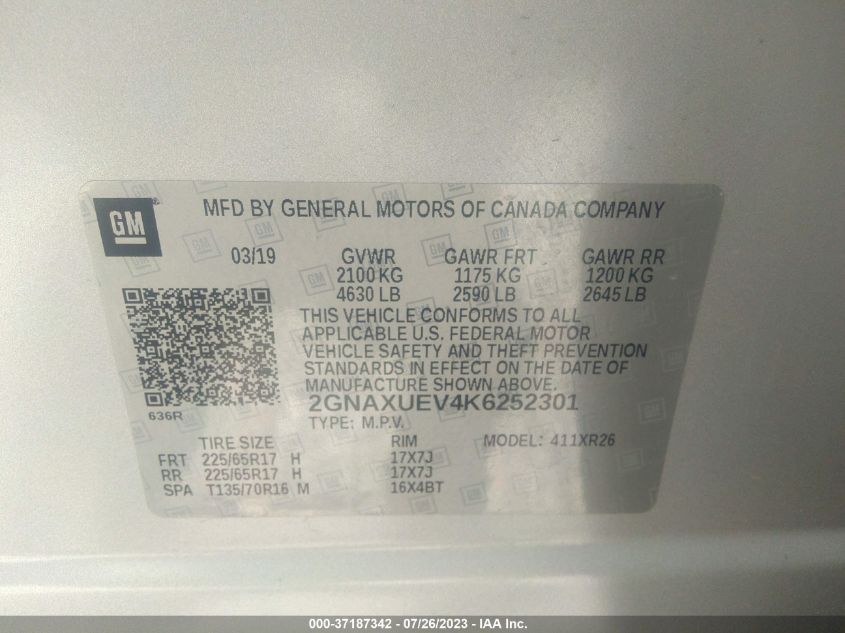 GM
MFD BY GENERAL MOTORS OF CANADA COMPANY
03/19 GVWR GAWR FRT GAWR RR
2100 KG 1175 KG 1200 KG
4630 LB 2590 LB 2645 LB
THIS VEHICLE CONFORMS TO ALL
APPLICABLE U.S. FEDERAL MOTOR
VEHICLE SAFETY AND THEFT PREVENTION
STANDARDS IN EFFECT ON THE DATE OF
MANUFACTURE SHOWN ABOVE.
636R 2GNAXUEV4K6252301
TYPE: M.P.V.
TIRE SIZE RIM MODEL: 411XR26
FRT 225/65R17 H 17X7J
RR 225/65R17 H 17X7J
SPA T135/70R16 M 16X4BT
000-37187342 - 07/26/2023 - IAA Inc.